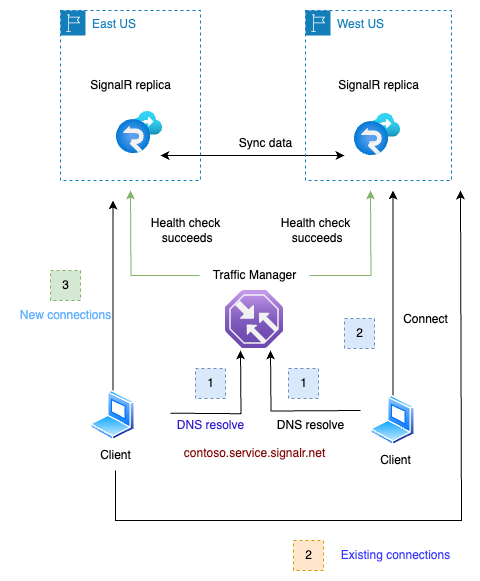 East US
West US
SignalR replica
SignalR replica
Sync data
Health check
succeeds
Health check
succeeds
Traffic Manager
3
New connections
2
Connect
1
1
DNS resolve
DNS resolve
contoso.service.signalr.net
Client
Client
2
Existing connections